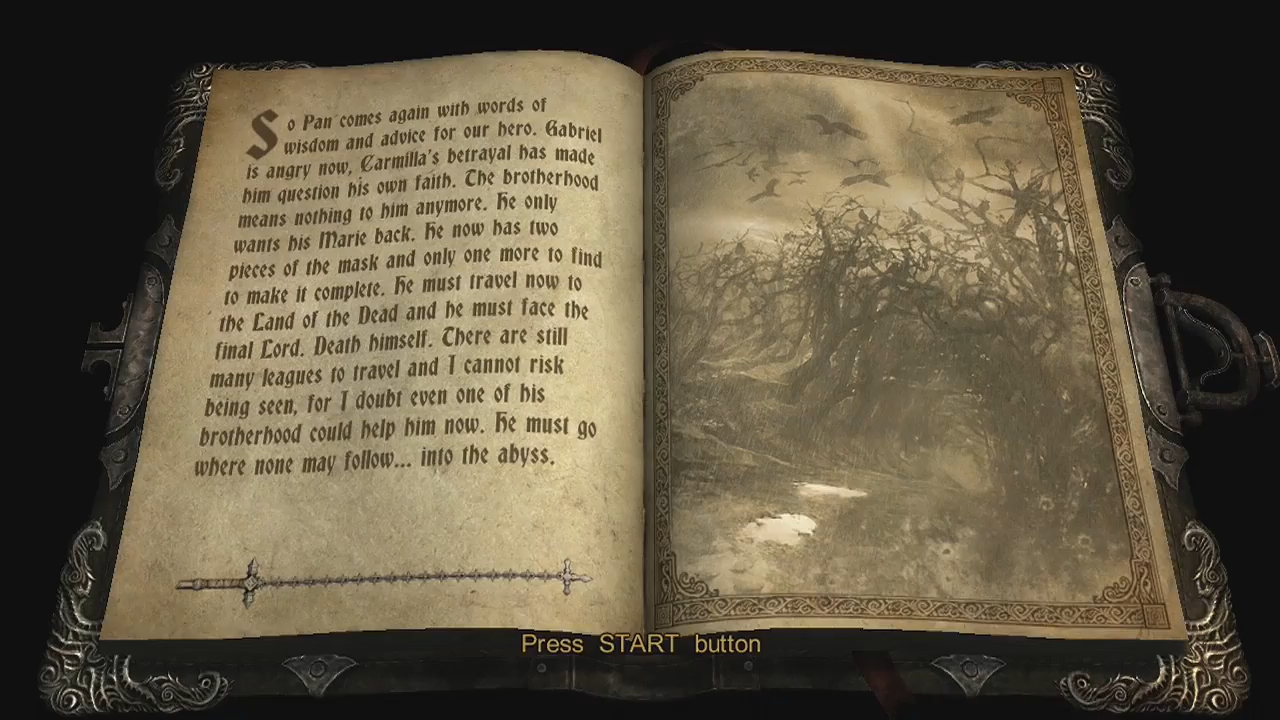 So Pan comes again with words of
wisdom and advice for our hero. Gabriel
is angry now, Carmilla's betrayal has made
him question his own faith. The brotherhood
means nothing to him anymore. He only
wants his Marie back. He now has two
pieces of the mask and only one more to find
to make it complete. He must travel now to
the Land of the Dead and he must face the
final Lord. Death himself. There are still
many leagues to travel and I cannot risk
being seen, for I doubt even one of his
brotherhood could help him now. He must go
where none may follow... into the abyss.
Press START button